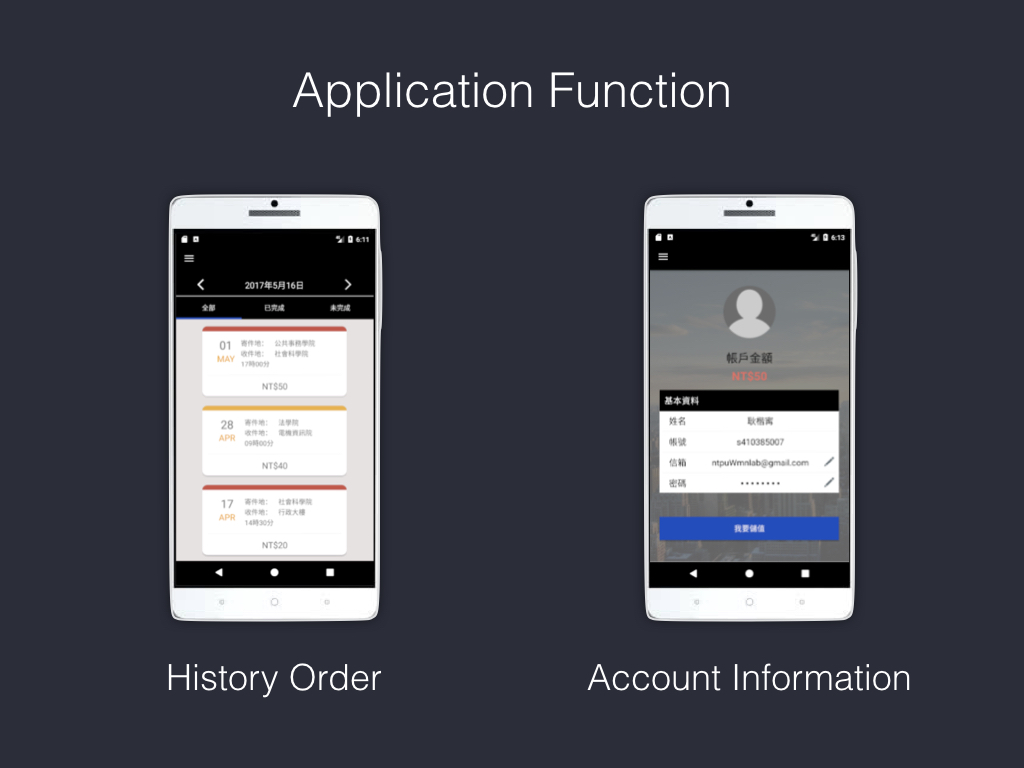 Application Function
6:11
2017年5月16日
全部 已完成 未完成
01 MAY
寄件地: 公共事務學院
收件地: 社會科學院
17時00分
NT$50
28 APR
寄件地: 法學院
收件地: 電機資訊院
09時00分
NT$40
17 APR
寄件地: 社會科學院
收件地: 行政大樓
14時30分
NT$20
History Order
6:13
帳戶金額
NT$50
基本資料
姓名
帳號 s410385007
信箱 ntpuWmnlab@gmail.com
密碼 ••••••••
我要儲值
Account Information